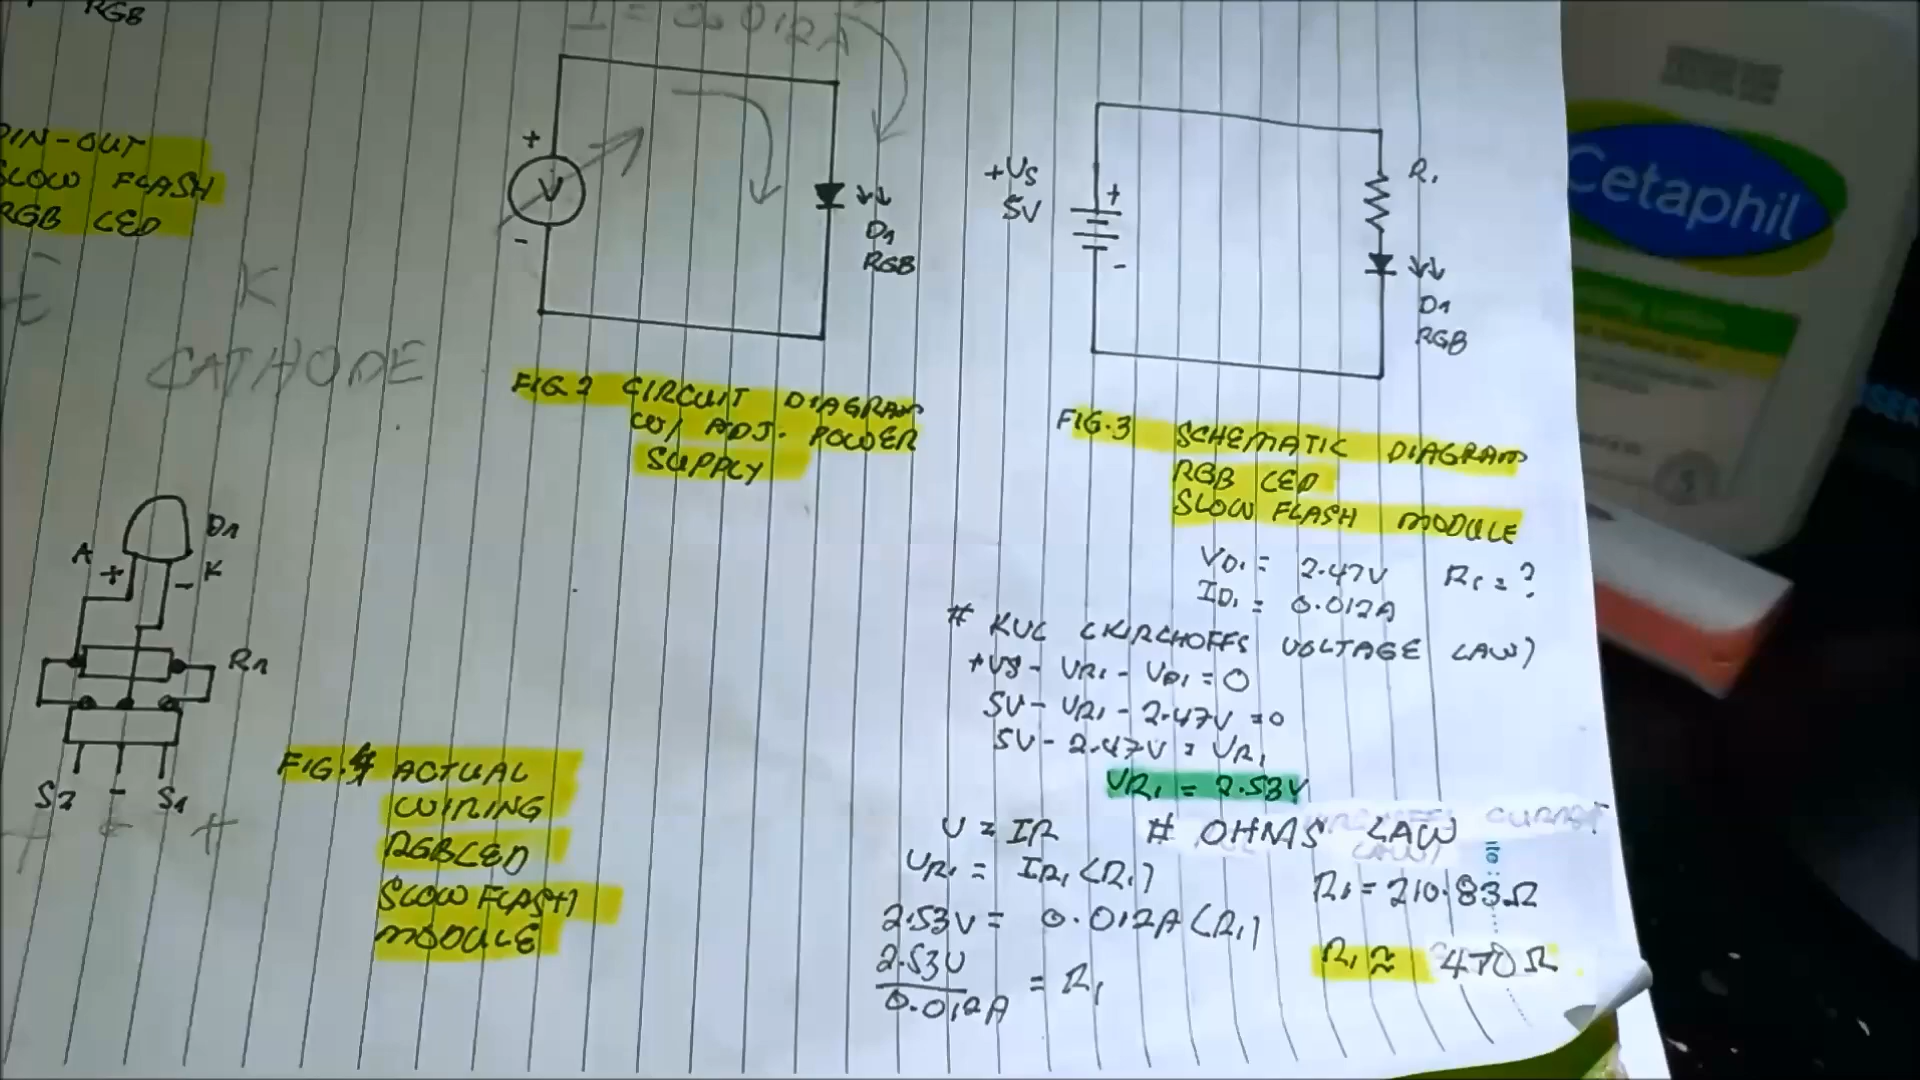 RGB
I = 0.012A
PIN-OUT
SLOW FLASH
RGB LED
K
CATHODE
+
V
-
D1
RGB
FIG.2 CIRCUIT DIAGRAM
W/ ADJ. POWER
SUPPLY
+VS
5V
+
-
R1
D1
RGB
FIG.3 SCHEMATIC DIAGRAM
RGB LED
SLOW FLASH MODULE
VD1 = 2.47V R1 = ?
ID1 = 0.012A
# KVL (KIRCHOFFS VOLTAGE LAW)
+VS - VR1 - VD1 = 0
5V - VR1 - 2.47V = 0
5V - 2.47V = VR1
VR1 = 2.53V
V = IR # OHMS LAW
VR1 = IR1 (R1)
2.53V = 0.012A (R1)
2.53V
0.012A
= R1
R1 = 210.83Ω
R1 ≈ 470Ω
D1
A
+
- K
R1
S2 - S1
FIG.4 ACTUAL
WIRING
RGB LED
SLOW FLASH
MODULE
Cetaphil